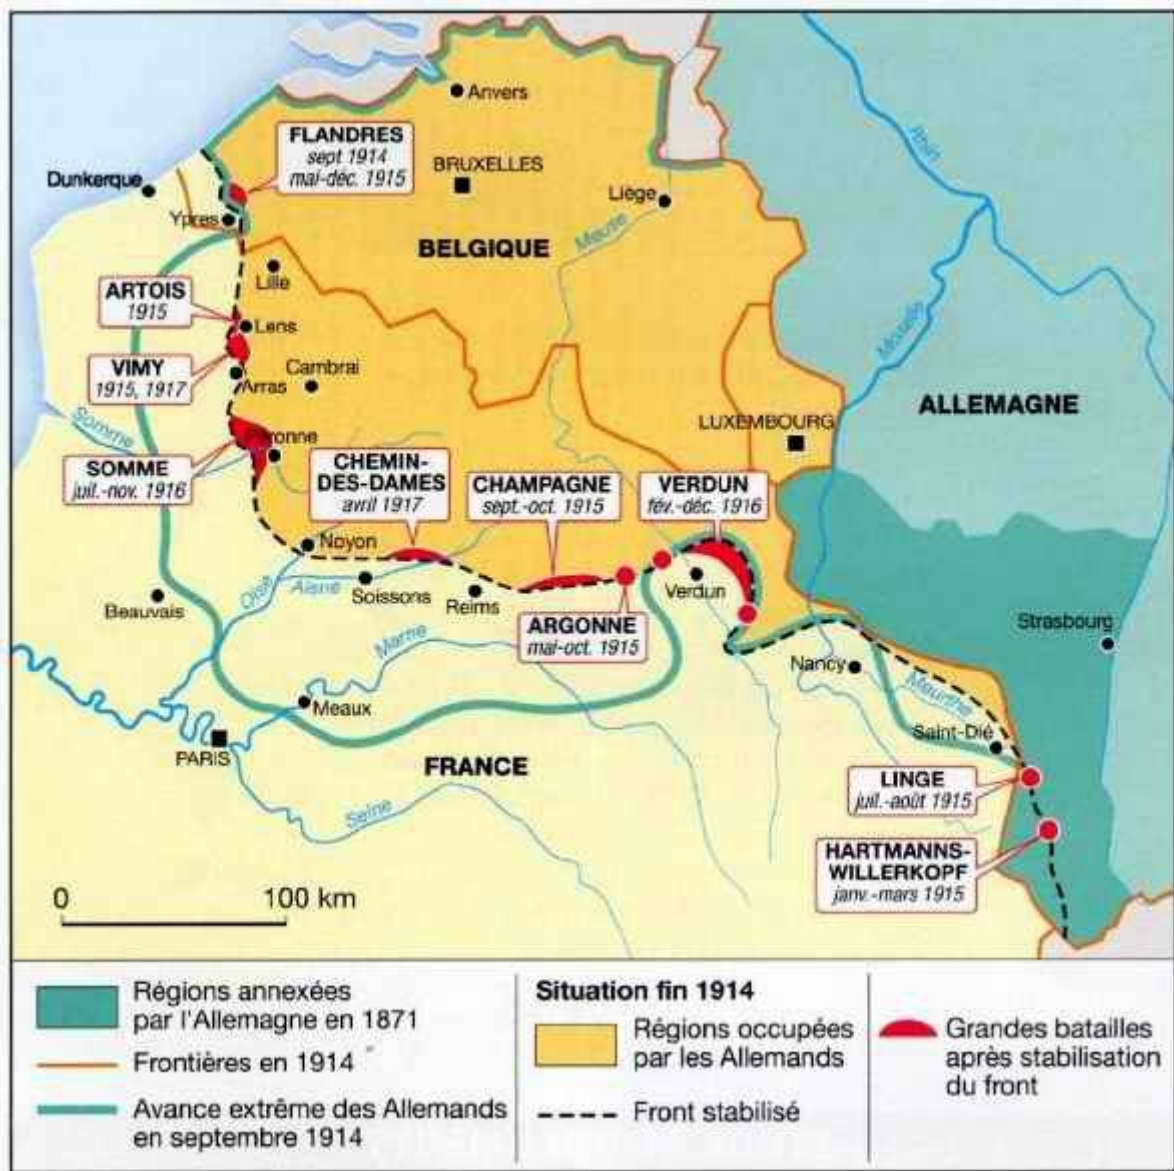 Anvers
FLANDRES
sept 1914
mai-déc. 1915
BRUXELLES
Dunkerque
Liège
Rhin
Ypres
Meuse
BELGIQUE
Lille
ARTOIS
1915
Lens
Moselle
VIMY
1915, 1917
Cambrai
Arras
ALLEMAGNE
Somme
LUXEMBOURG
ronne
SOMME
juil.-nov. 1916
CHEMIN-
DES-DAMES
avril 1917
CHAMPAGNE
sept.-oct. 1915
VERDUN
fév.-déc. 1916
Noyon
Oise
Aisne
Soissons
Reims
Verdun
Beauvais
Marne
ARGONNE
mai-oct. 1915
Strasbourg
Nancy
Meurthe
Meaux
Saint-Dié
PARIS
FRANCE
LINGE
juil.-août 1915
Seine
HARTMANNS-
WILLERKOPF
janv.-mars 1915
0 100 km
Régions annexées
par l'Allemagne en 1871
Frontières en 1914
Avance extrême des Allemands
en septembre 1914
Situation fin 1914
Régions occupées
par les Allemands
Front stabilisé
Grandes batailles
après stabilisation
du front